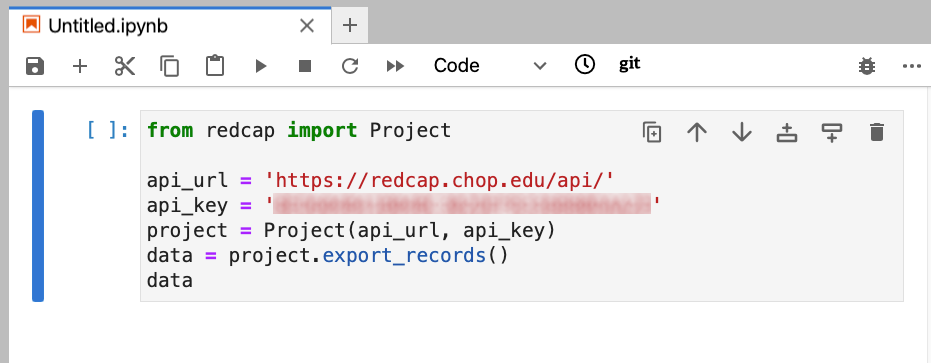 Untitled.ipynb
Code
git
[ ]:
from redcap import Project
api_url = 'https://redcap.chop.edu/api/'
api_key = ' '
project = Project(api_url, api_key)
data = project.export_records()
data